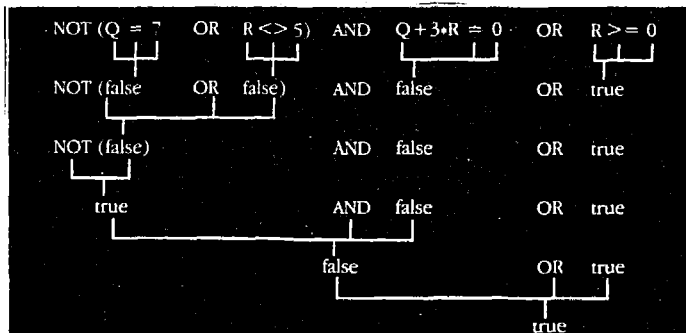 NOT (Q = 7 OR R <> 5) AND Q + 3*R = 0 OR R >= 0
NOT (false OR false) AND false OR true
NOT (false) AND false OR true
true AND false OR true
false OR true
true